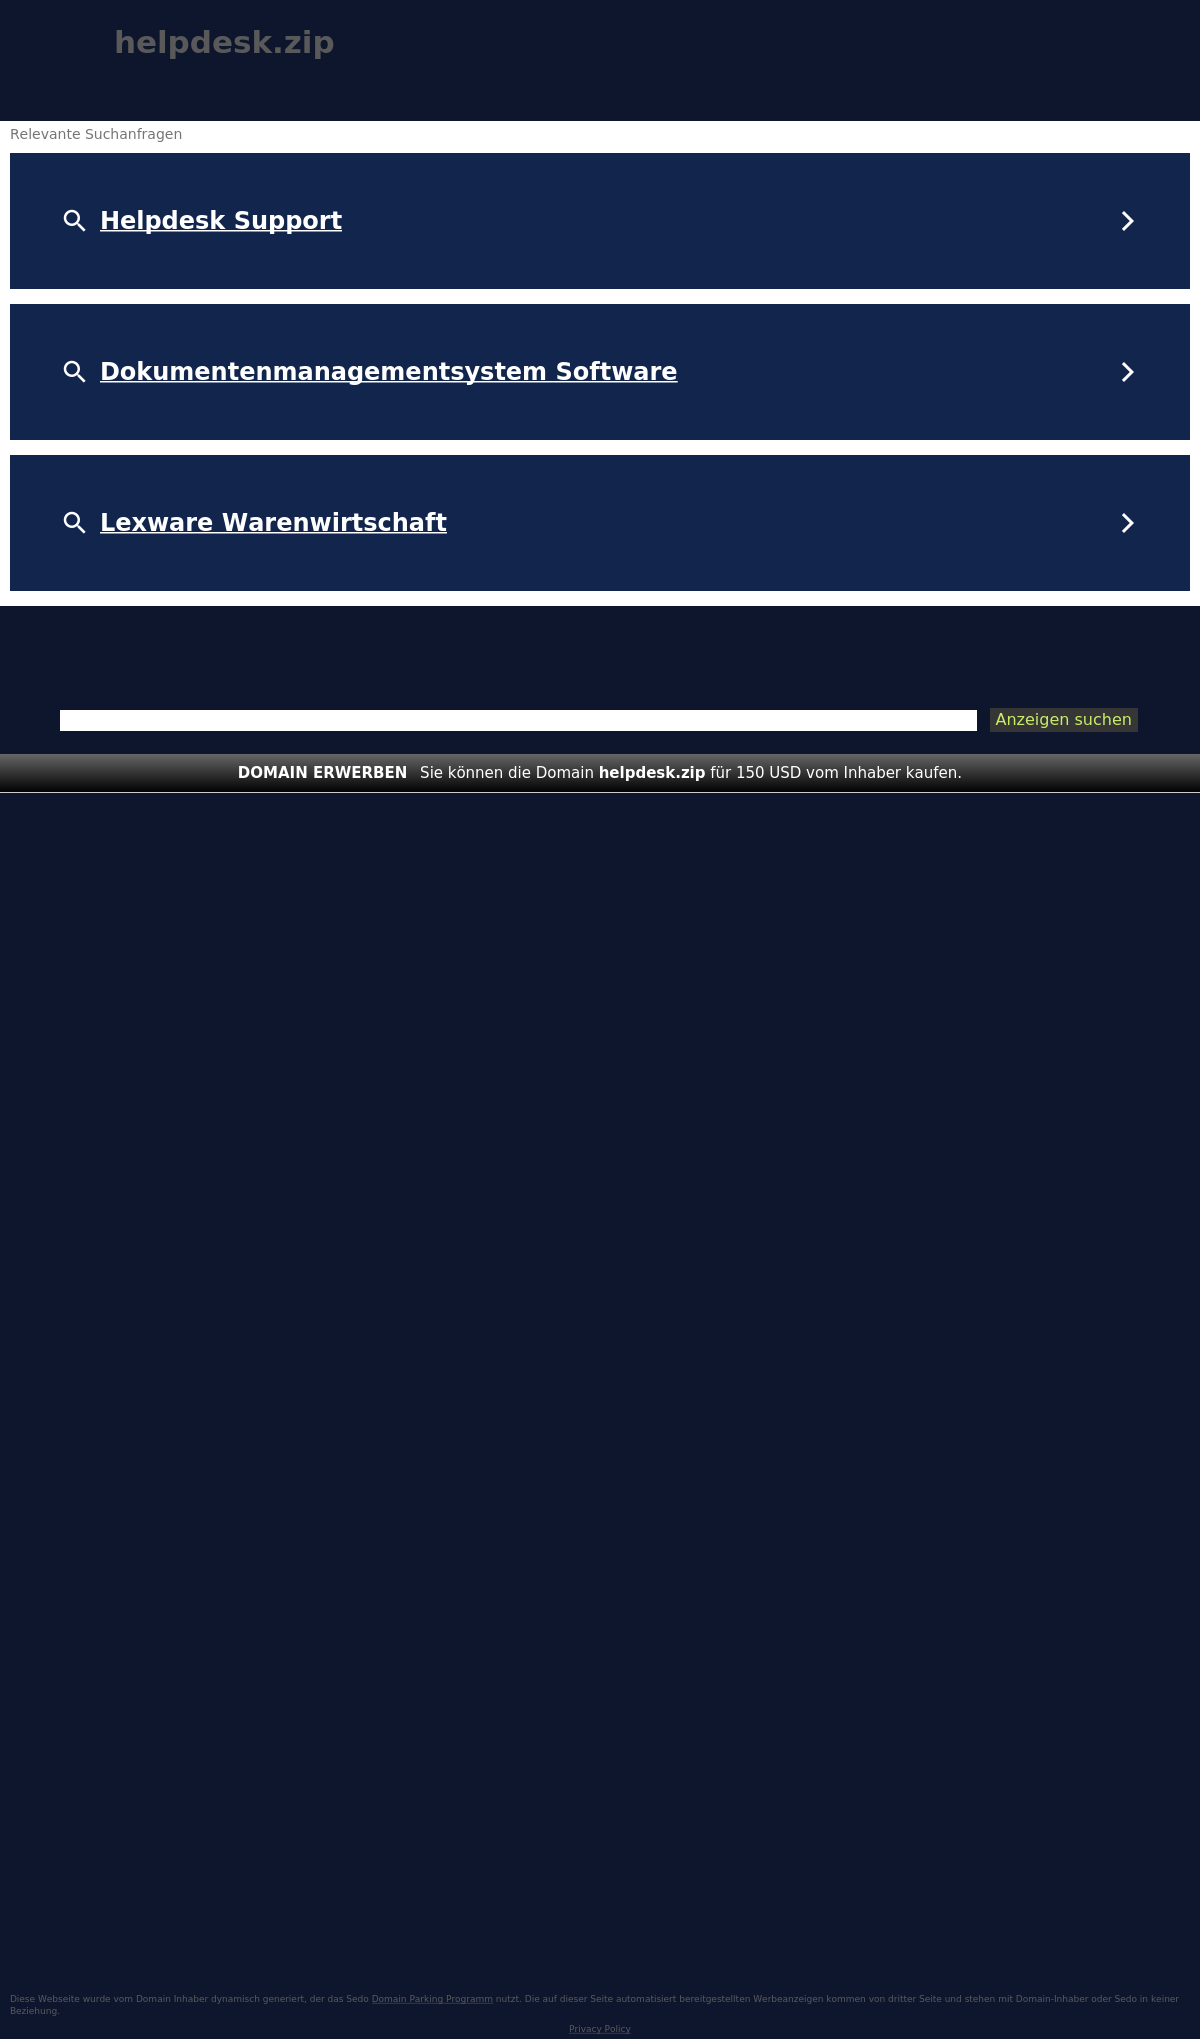 helpdesk.zip
Relevante Suchanfragen
Helpdesk Support
Dokumentenmanagementsystem Software
Lexware Warenwirtschaft
Anzeigen suchen
DOMAIN ERWERBEN Sie können die Domain helpdesk.zip für 150 USD vom Inhaber kaufen.
Diese Webseite wurde vom Domain Inhaber dynamisch generiert, der das Sedo Domain Parking Programm nutzt. Die auf dieser Seite automatisiert bereitgestellten Werbeanzeigen kommen von dritter Seite und stehen mit Domain-Inhaber oder Sedo in keiner
Beziehung.
Privacy Policy